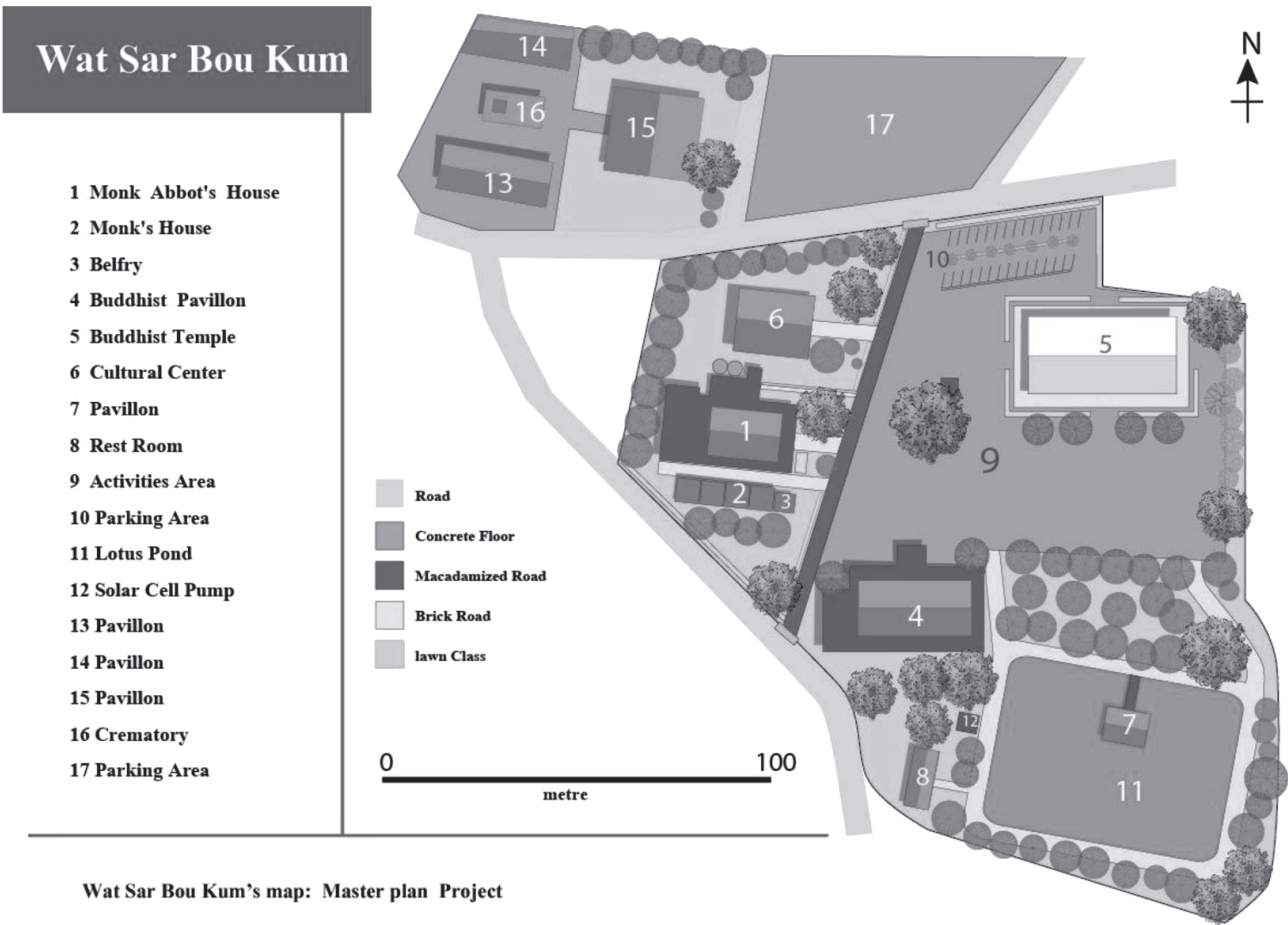 Wat Sar Bou Kum
1 Monk Abbot's House
2 Monk's House
3 Belfry
4 Buddhist Pavillon
5 Buddhist Temple
6 Cultural Center
7 Pavillon
8 Rest Room
9 Activities Area
10 Parking Area
11 Lotus Pond
12 Solar Cell Pump
13 Pavillon
14 Pavillon
15 Pavillon
16 Crematory
17 Parking Area
Road
Concrete Floor
Macadamized Road
Brick Road
lawn Class
0 100
metre
Wat Sar Bou Kum's map: Master plan Project
N
14
16
15
13
17
10
6
5
1
9
2
3
4
12
7
8
11